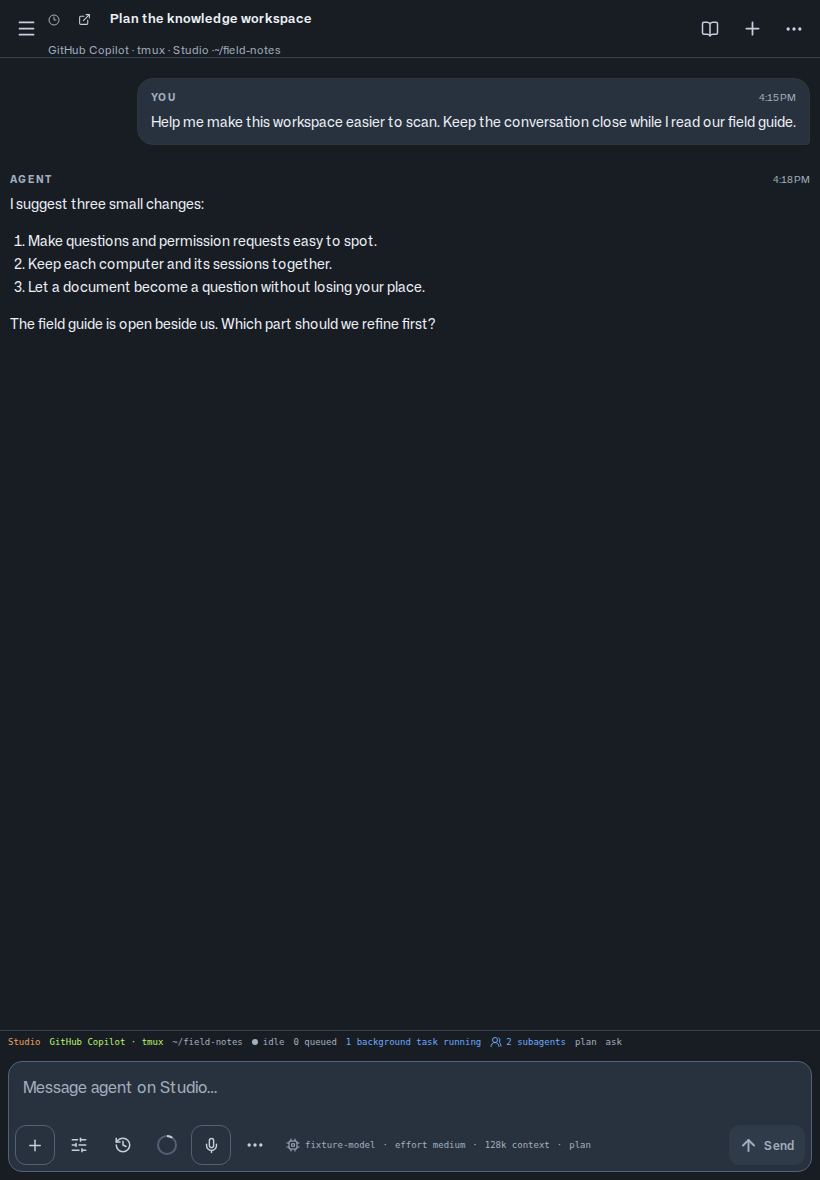 Plan the knowledge workspace
GitHub Copilot · tmux · Studio ·~/field-notes
YOU 4:15PM
Help me make this workspace easier to scan. Keep the conversation close while I read our field guide.
AGENT 4:18PM
I suggest three small changes:
1. Make questions and permission requests easy to spot.
2. Keep each computer and its sessions together.
3. Let a document become a question without losing your place.
The field guide is open beside us. Which part should we refine first?
Studio GitHub Copilot · tmux ~/field-notes idle 0 queued 1 background task running 2 subagents plan ask
Message agent on Studio...
fixture-model · effort medium · 128k context · plan Send